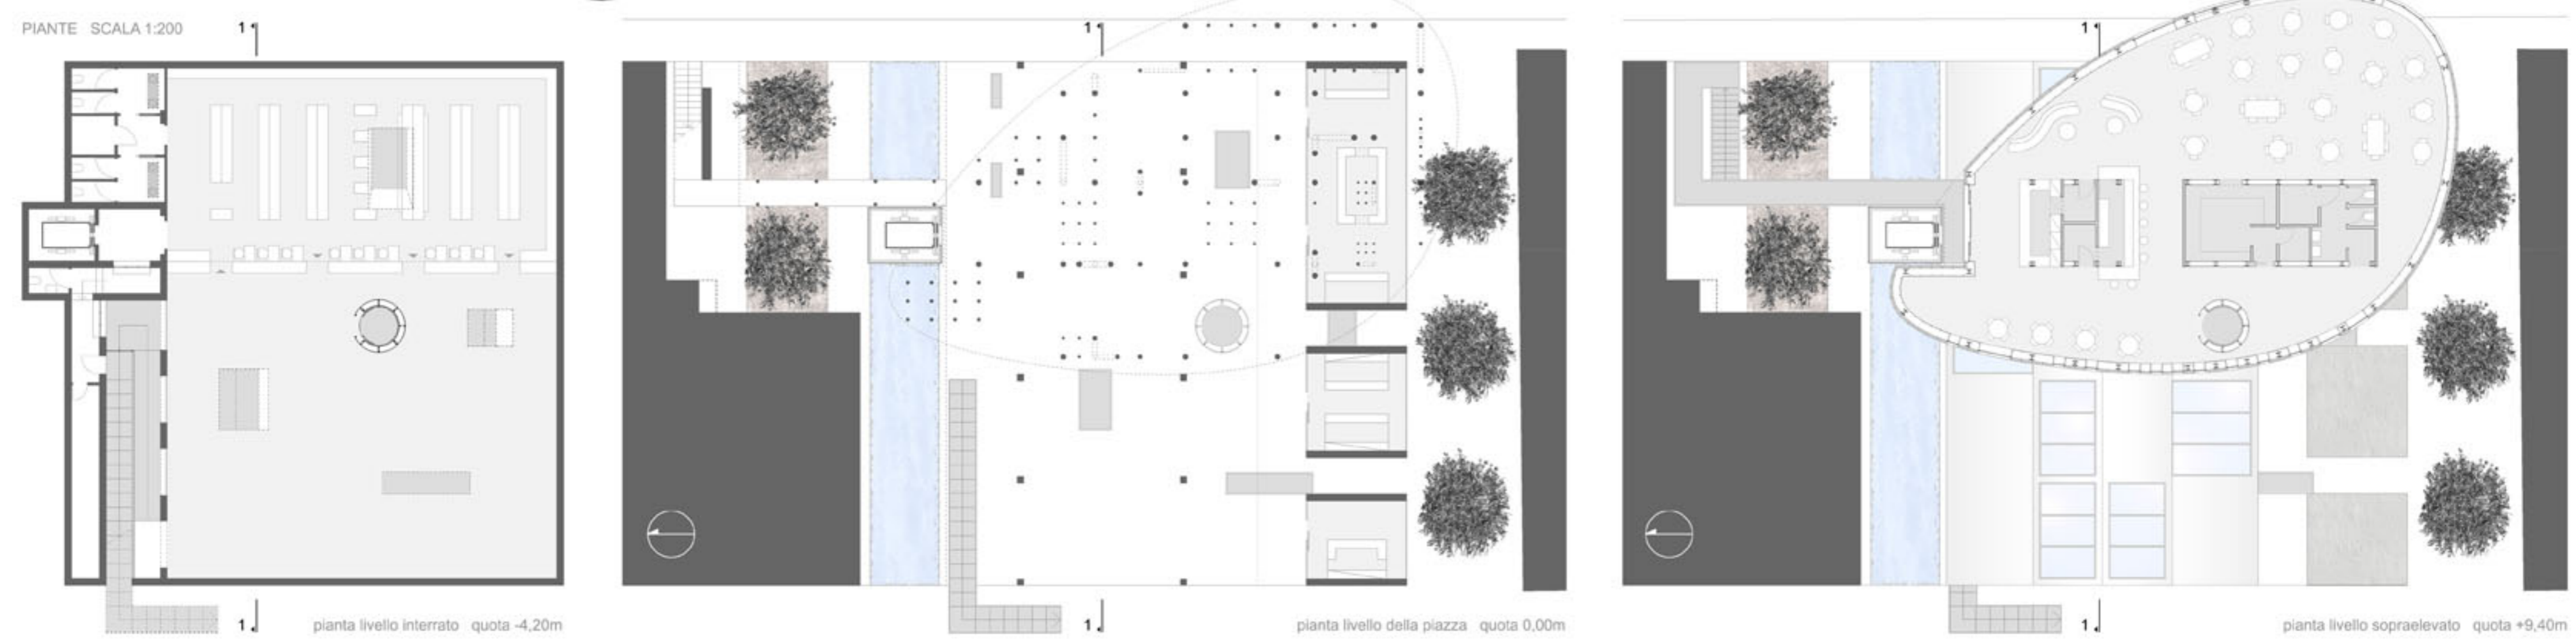 PIANTE SCALA 1:200
1
1
1
1
pianta livello interrato quota -4,20m
1
pianta livello della piazza quota 0,00m
1
pianta livello sopraelevato quota +9,40m